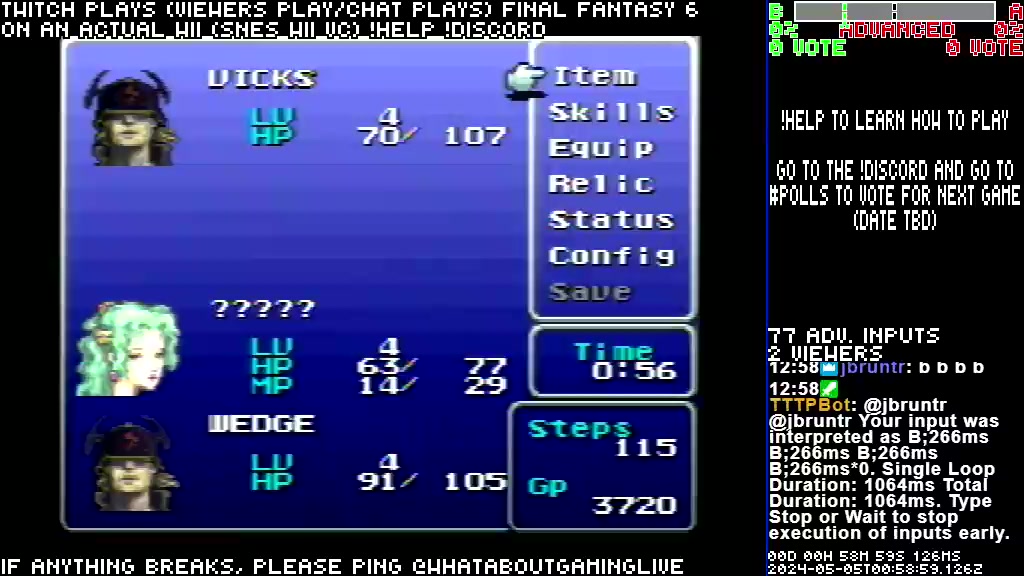 TWITCH PLAYS (VIEWERS PLAY/CHAT PLAYS) FINAL FANTASY 6
ON AN ACTUAL WII (SNES WII VC) !HELP !DISCORD
VICKS
LV 4
HP 70/ 107
?????
LV 4
HP 63/ 77
MP 14/ 29
WEDGE
LV 4
HP 91/ 105
Item
Skills
Equip
Relic
Status
Config
Save
Time
0:56
Steps
115
Gp
3720
IF ANYTHING BREAKS, PLEASE PING @WHATABOUTGAMINGLIVE
B A
0% ADVANCED 0%
0 VOTE 0 VOTE
!HELP TO LEARN HOW TO PLAY
GO TO THE !DISCORD AND GO TO
#POLLS TO VOTE FOR NEXT GAME
(DATE TBD)
77 ADV. INPUTS
2 VIEWERS
12:58 jbruntr: b b b b
12:58
TTTPBot: @jbruntr
@jbruntr Your input was
interpreted as B;266ms
B;266ms B;266ms
B;266ms*0. Single Loop
Duration: 1064ms Total
Duration: 1064ms. Type
Stop or Wait to stop
execution of inputs early.
00D 00H 58M 59S 126MS
2024-05-05T00:58:59.126Z